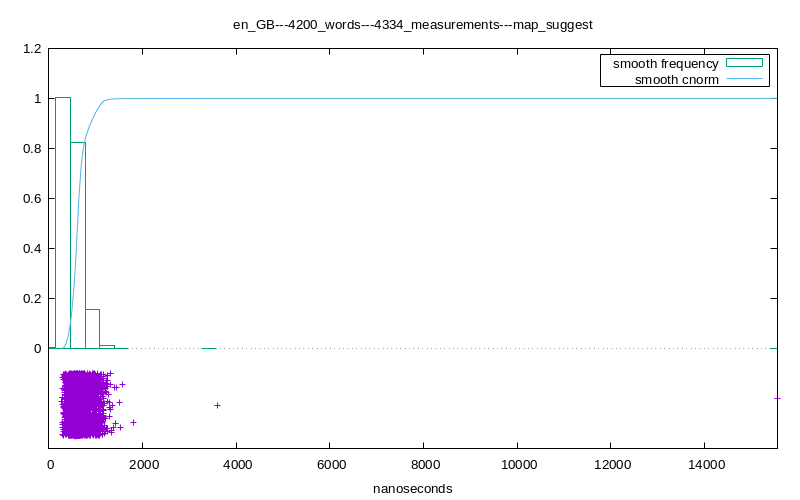 en_GB---4200_words---4334_measurements---map_suggest
1.2
smooth frequency
smooth cnorm
1
0.8
0.6
0.4
0.2
0
0 2000 4000 6000 8000 10000 12000 14000
nanoseconds